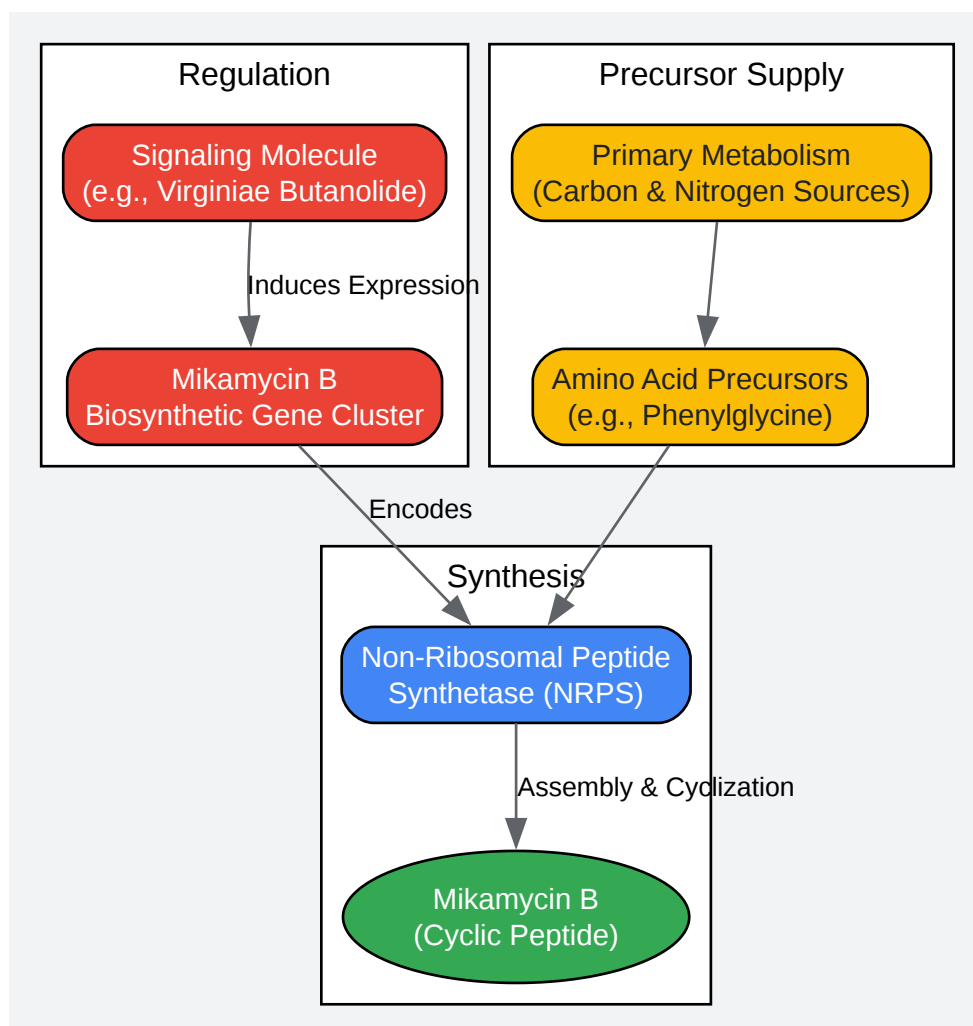 Regulation
Signaling Molecule
(e.g., Virginiae Butanolide)
Induces Expression
Mikamycin B
Biosynthetic Gene Cluster
Precursor Supply
Primary Metabolism
(Carbon & Nitrogen Sources)
Amino Acid Precursors
(e.g., Phenylglycine)
Encodes
Synthesis
Non-Ribosomal Peptide
Synthetase (NRPS)
Assembly & Cyclization
Mikamycin B
(Cyclic Peptide)